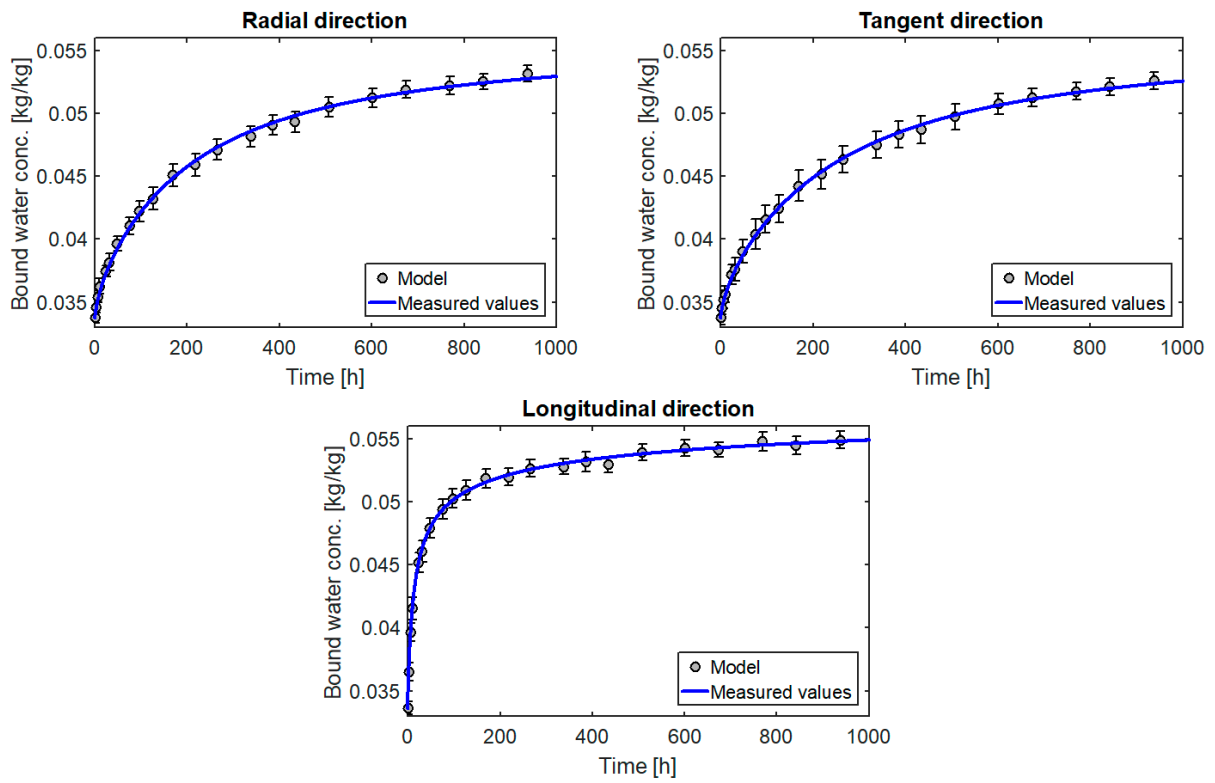 Radial direction
Bound water conc. [kg/kg]
0.055
0.05
0.045
0.04
0.035
0 200 400 600 800 1000
Time [h]
Model
Measured values
Tangent direction
Bound water conc. [kg/kg]
0.055
0.05
0.045
0.04
0.035
0 200 400 600 800 1000
Time [h]
Model
Measured values
Longitudinal direction
Bound water conc. [kg/kg]
0.055
0.05
0.045
0.04
0.035
0 200 400 600 800 1000
Time [h]
Model
Measured values